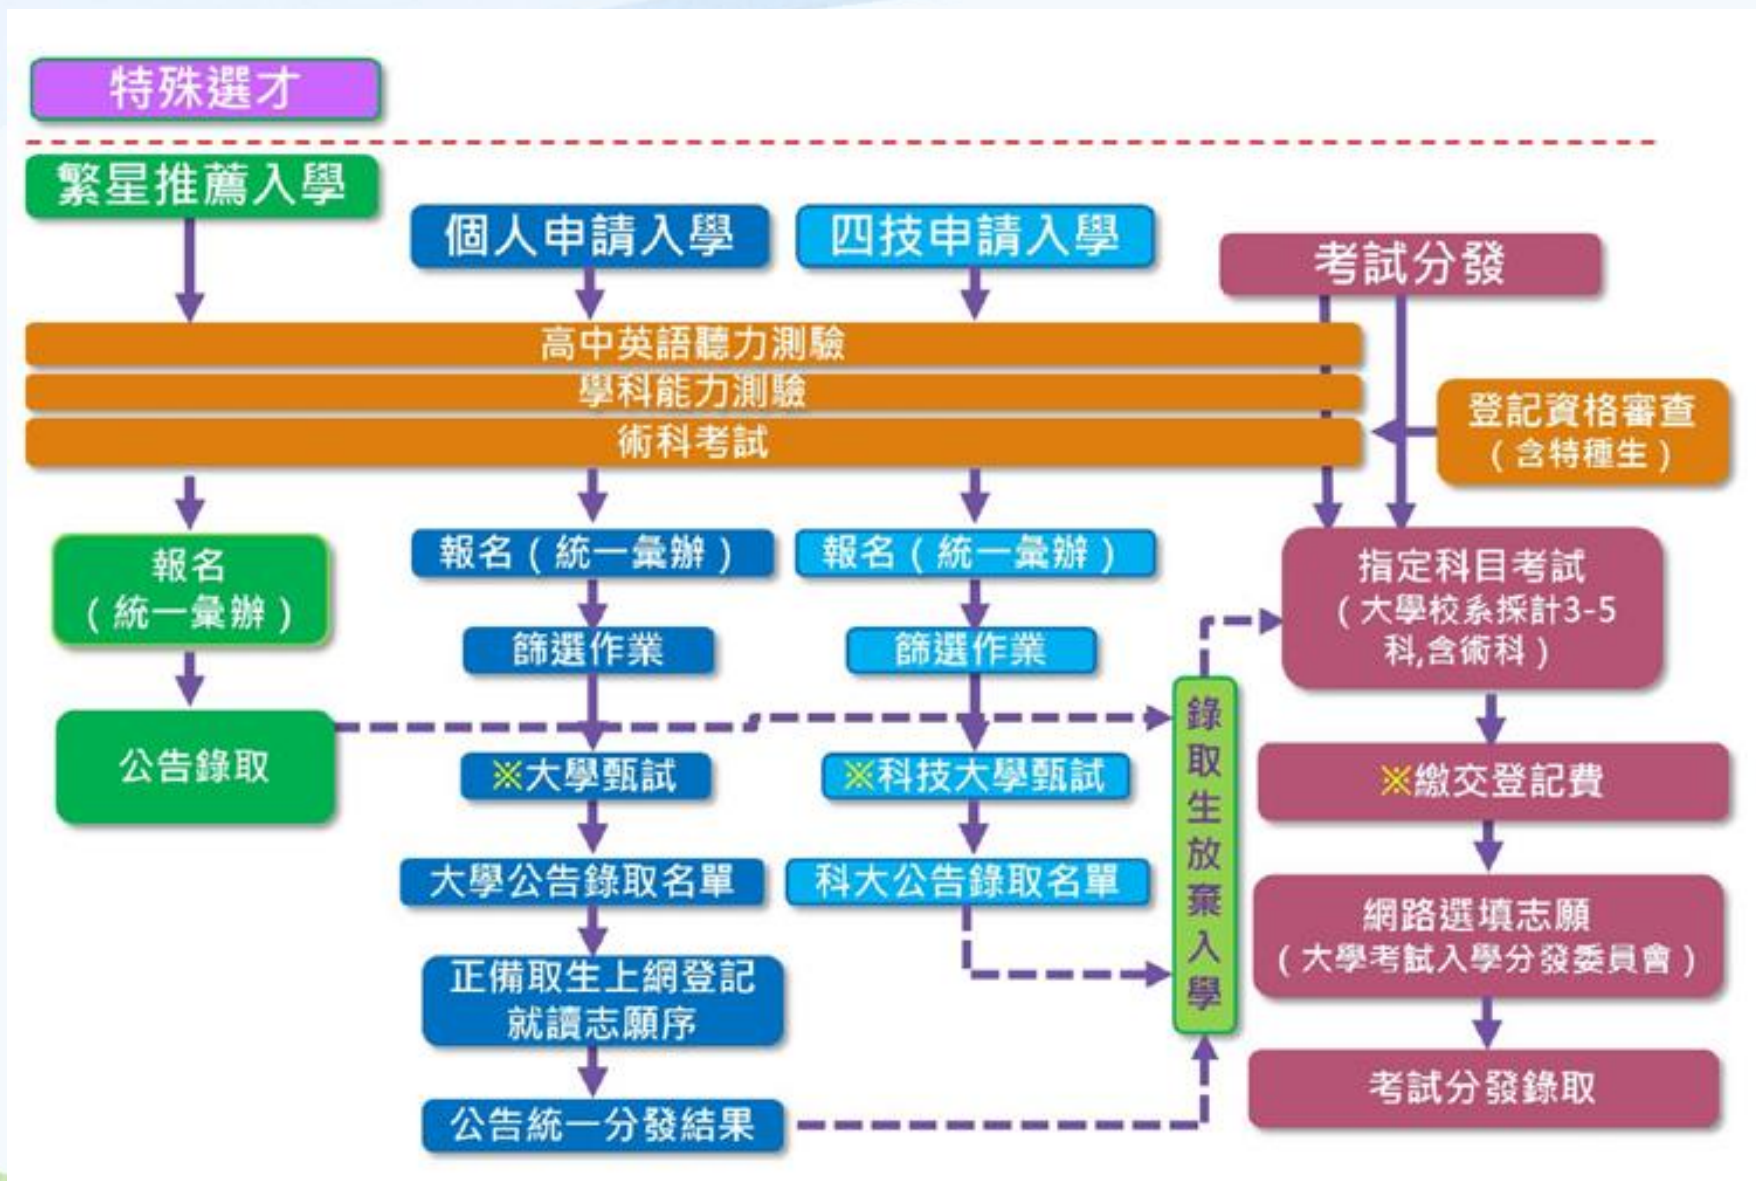 特殊選才
繁星推薦入學
個人申請入學
四技申請入學
考試分發
高中英語聽力測驗
學科能力測驗
術科考試
登記資格審查
(含特種生)
報名
(統一彙辦)
公告錄取
報名(統一彙辦)
篩選作業
※大學甄試
大學公告錄取名單
正備取生上網登記
就讀志願序
公告統一分發結果
報名(統一彙辦)
篩選作業
※科技大學甄試
科大公告錄取名單
錄取生放棄入學
指定科目考試
(大學校系採計3-5
科,含術科)
※繳交登記費
網路選填志願
(大學考試入學分發委員會)
考試分發錄取